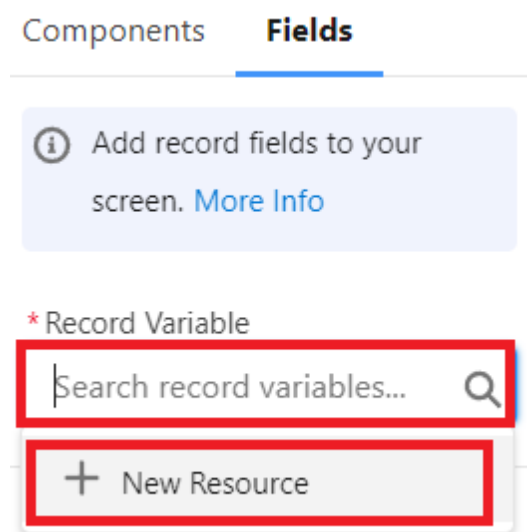 Components Fields
Add record fields to your
screen. More Info
* Record Variable
Search record variables...
New Resource